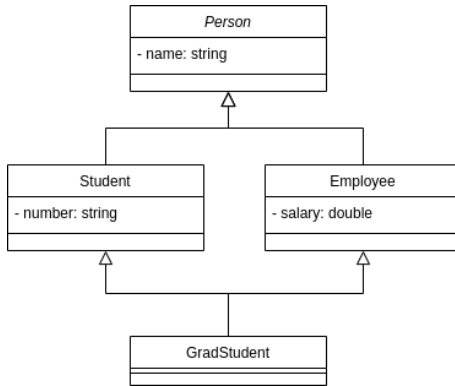 Person
- name: string
Student
- number: string
Employee
- salary: double
GradStudent